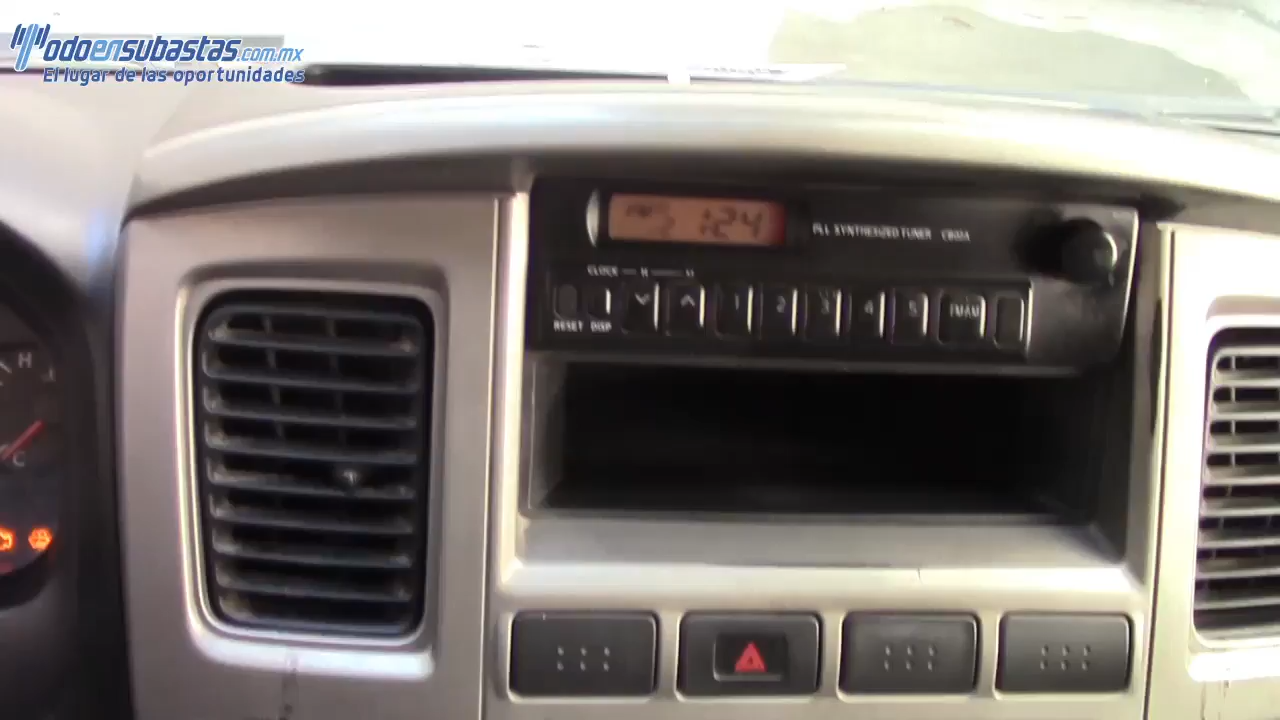 Todoensubastas.com.mx
El lugar de las oportunidades
1:24
PLL SYNTHESIZED TUNER
CLOCK H M
1 2 3 4 5 FM/AM
RESET DISP
H
C